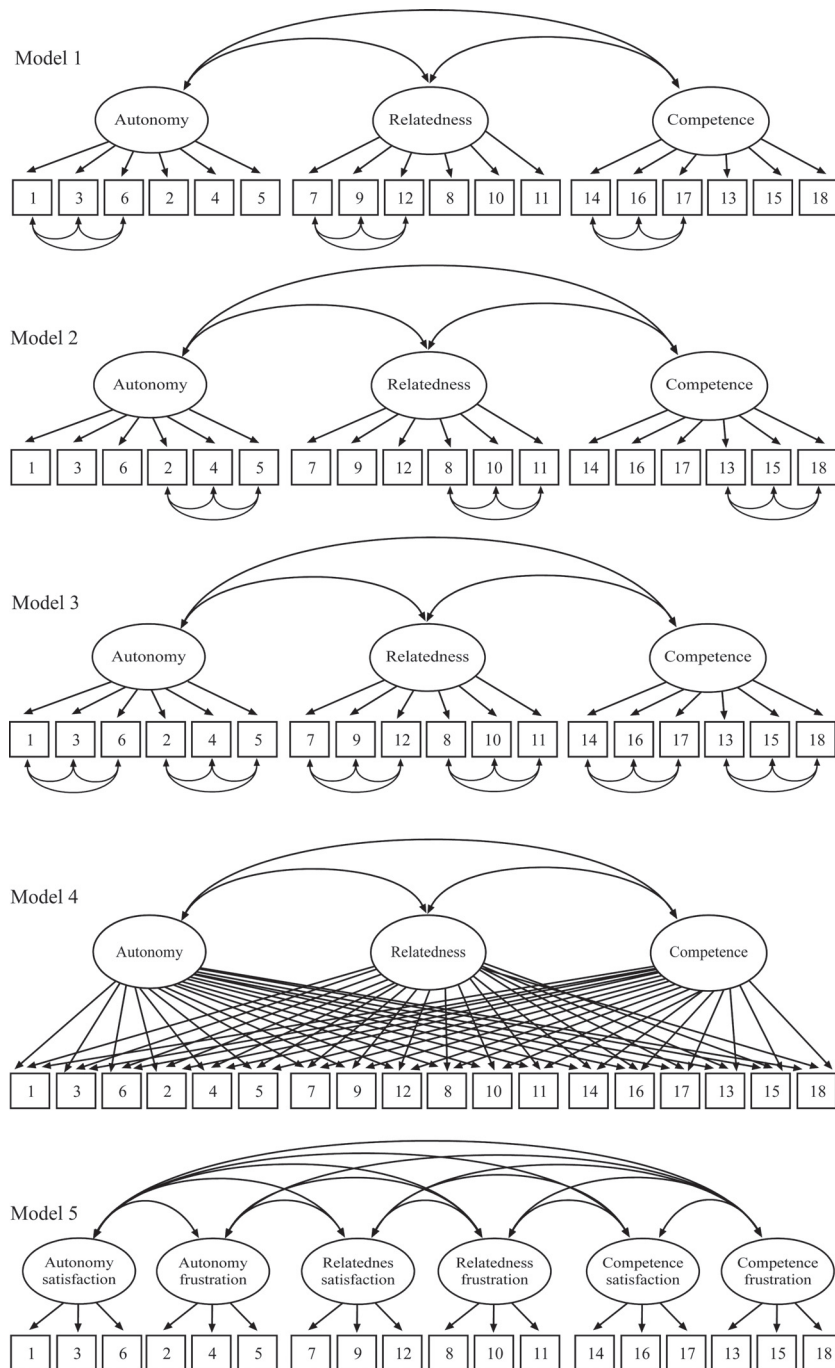 Model 1
Autonomy Relatedness Competence
1 3 6 2 4 5 7 9 12 8 10 11 14 16 17 13 15 18
Model 2
Autonomy Relatedness Competence
1 3 6 2 4 5 7 9 12 8 10 11 14 16 17 13 15 18
Model 3
Autonomy Relatedness Competence
1 3 6 2 4 5 7 9 12 8 10 11 14 16 17 13 15 18
Model 4
Autonomy Relatedness Competence
1 3 6 2 4 5 7 9 12 8 10 11 14 16 17 13 15 18
Model 5
Autonomy Autonomy Relatednes Relatedness Competence Competence
satisfaction frustration satisfaction frustration satisfaction frustration
1 3 6 2 4 5 7 9 12 8 10 11 14 16 17 13 15 18